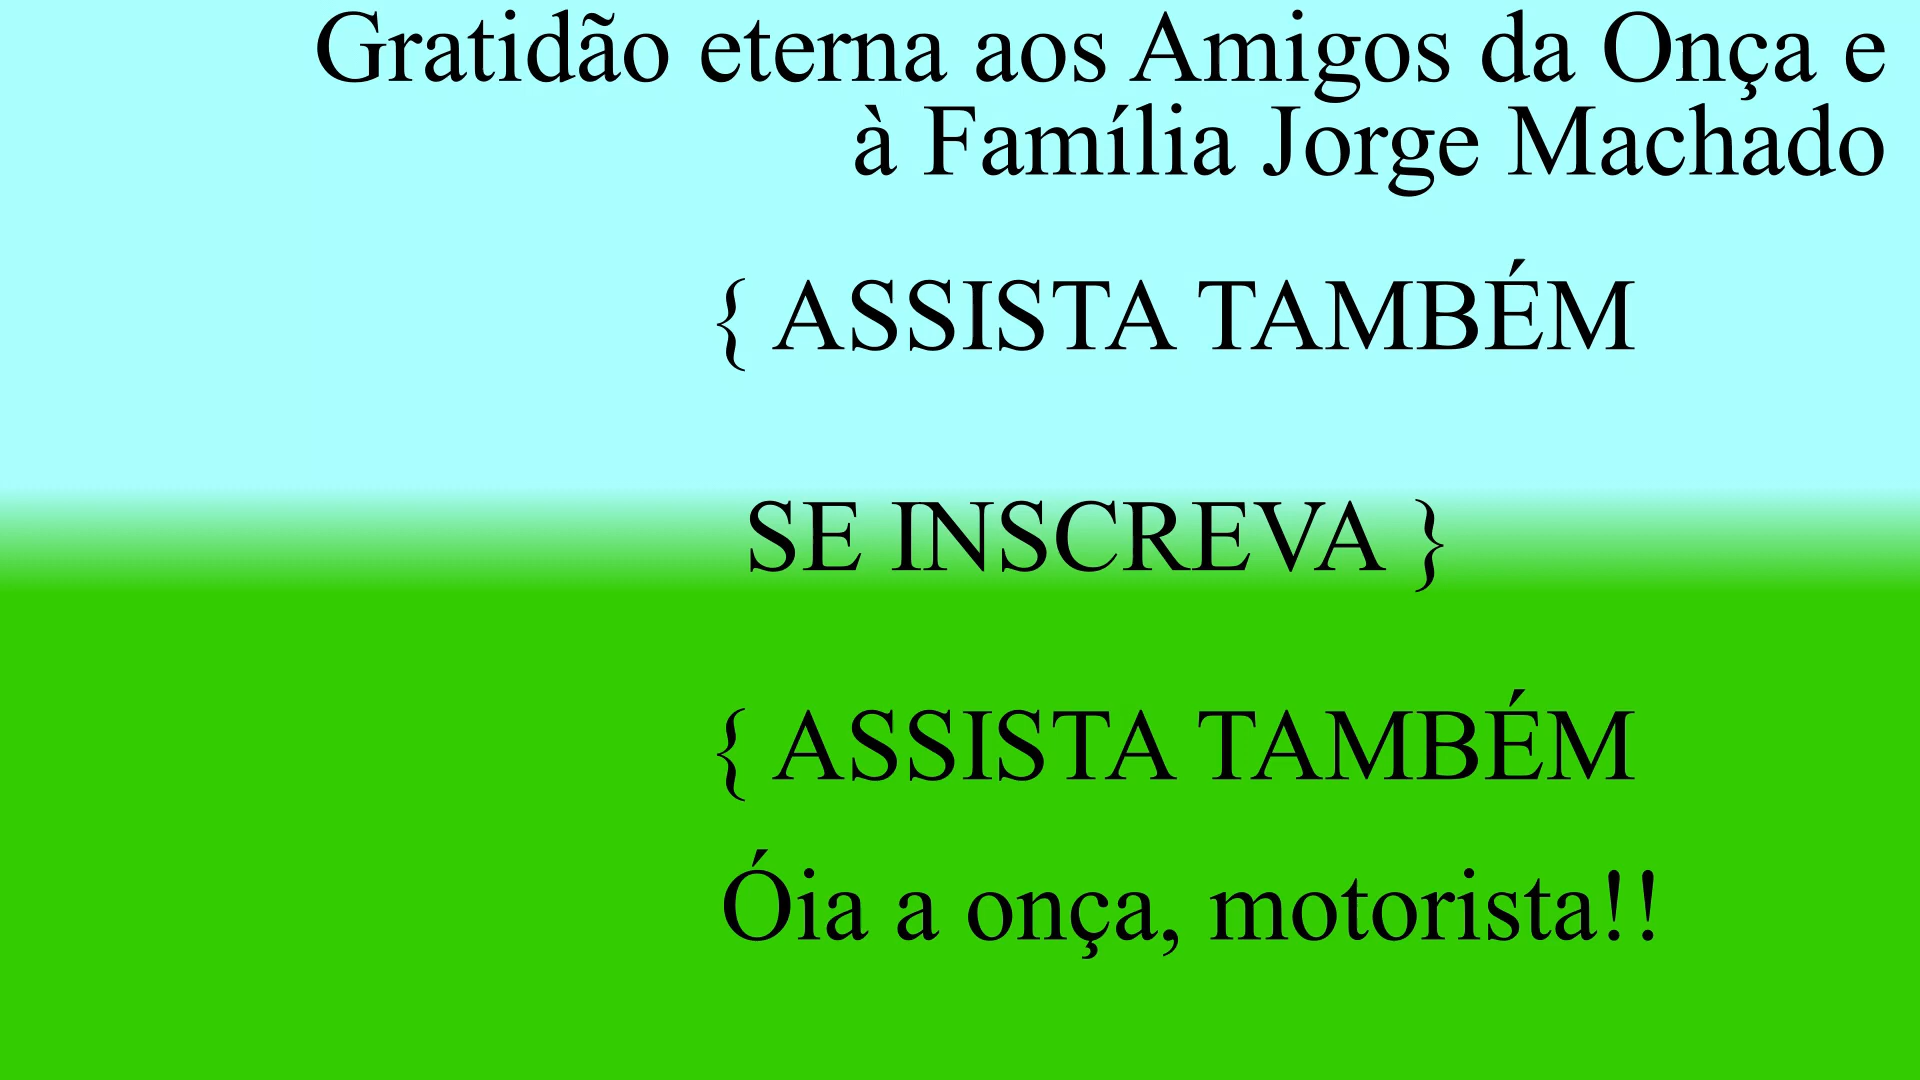 Gratidão eterna aos Amigos da Onça e
à Família Jorge Machado
{ ASSISTA TAMBÉM
SE INSCREVA }
{ ASSISTA TAMBÉM
Óia a onça, motorista!!